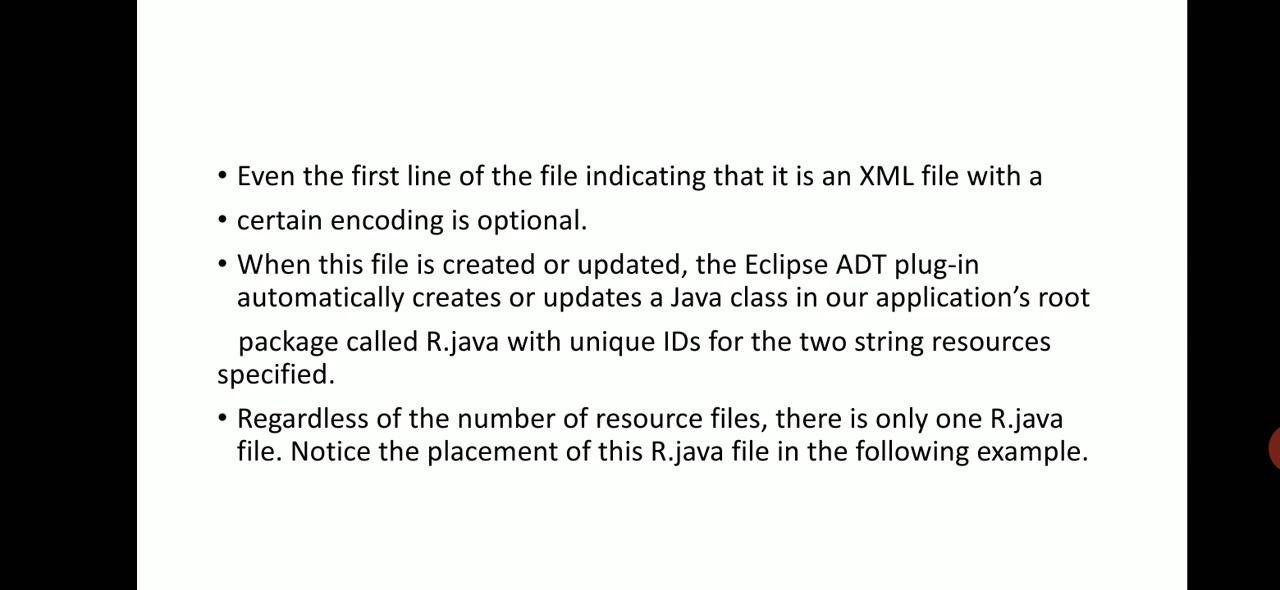 • Even the first line of the file indicating that it is an XML file with a
• certain encoding is optional.
• When this file is created or updated, the Eclipse ADT plug-in
automatically creates or updates a Java class in our application’s root
package called R.java with unique IDs for the two string resources
specified.
• Regardless of the number of resource files, there is only one R.java
file. Notice the placement of this R.java file in the following example.